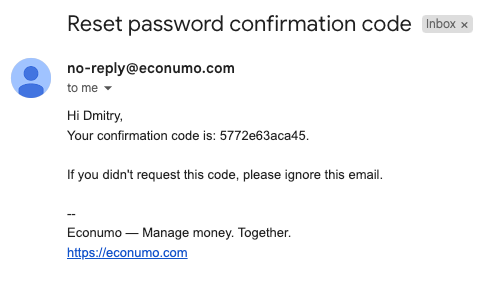 Reset password confirmation code
Inbox ×
no-reply@econumo.com
to me
Hi Dmitry,
Your confirmation code is: 5772e63aca45.
If you didn't request this code, please ignore this email.
--
Econumo — Manage money. Together.
https://econumo.com